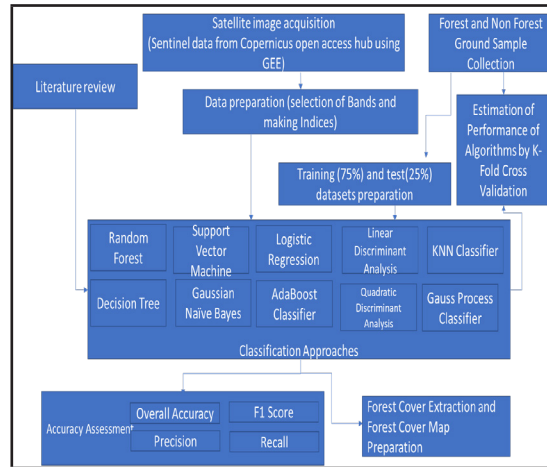 Satellite image acquisition
(Sentinel data from Copernicus open access hub using
GEE)
Forest and Non Forest
Ground Sample
Collection
Literature review
Data preparation (selection of Bands and
making Indices)
Estimation of
Performance of
Algorithms by K-
Fold Cross
Validation
Training (75%) and test(25%)
datasets preparation
Random
Forest
Support
Vector
Machine
Logistic
Regression
Linear
Discriminant
Analysis
KNN Classifier
Decision Tree
Gaussian
Naïve Bayes
AdaBoost
Classifier
Quadratic
Discriminant
Analysis
Gauss Process
Classifier
Classification Approaches
Accuracy Assessment
Overall Accuracy
F1 Score
Precision
Recall
Forest Cover Extraction and
Forest Cover Map
Preparation